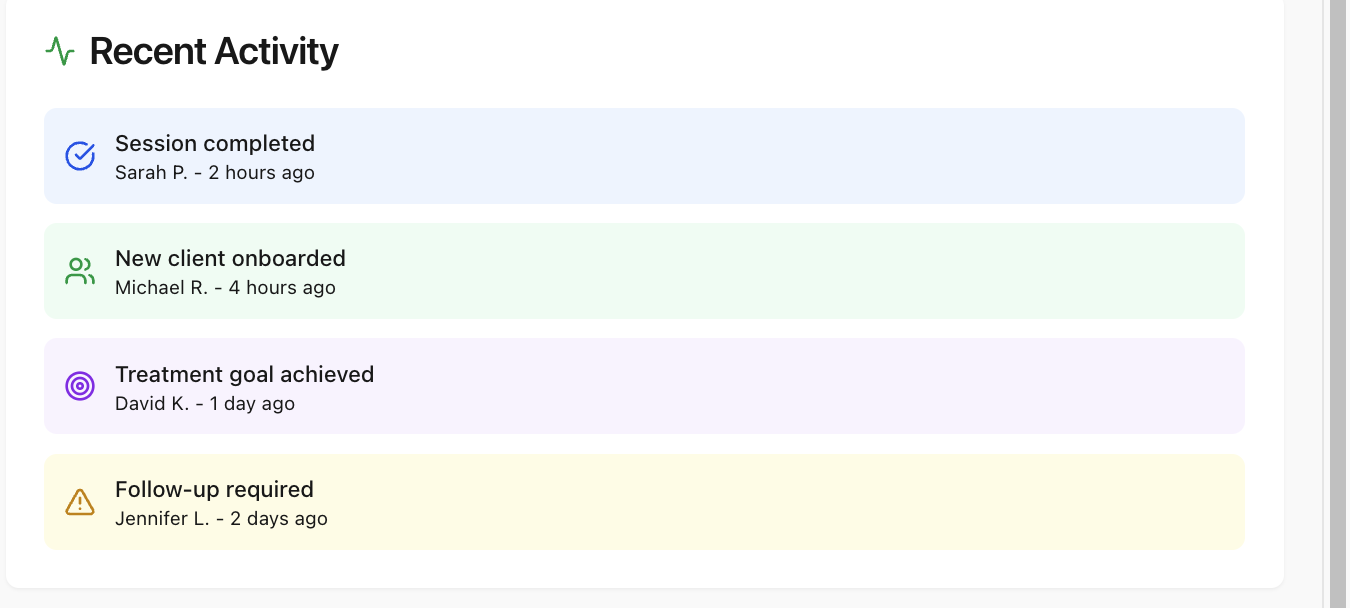 Recent Activity
Session completed
Sarah P. - 2 hours ago
New client onboarded
Michael R. - 4 hours ago
Treatment goal achieved
David K. - 1 day ago
Follow-up required
Jennifer L. - 2 days ago